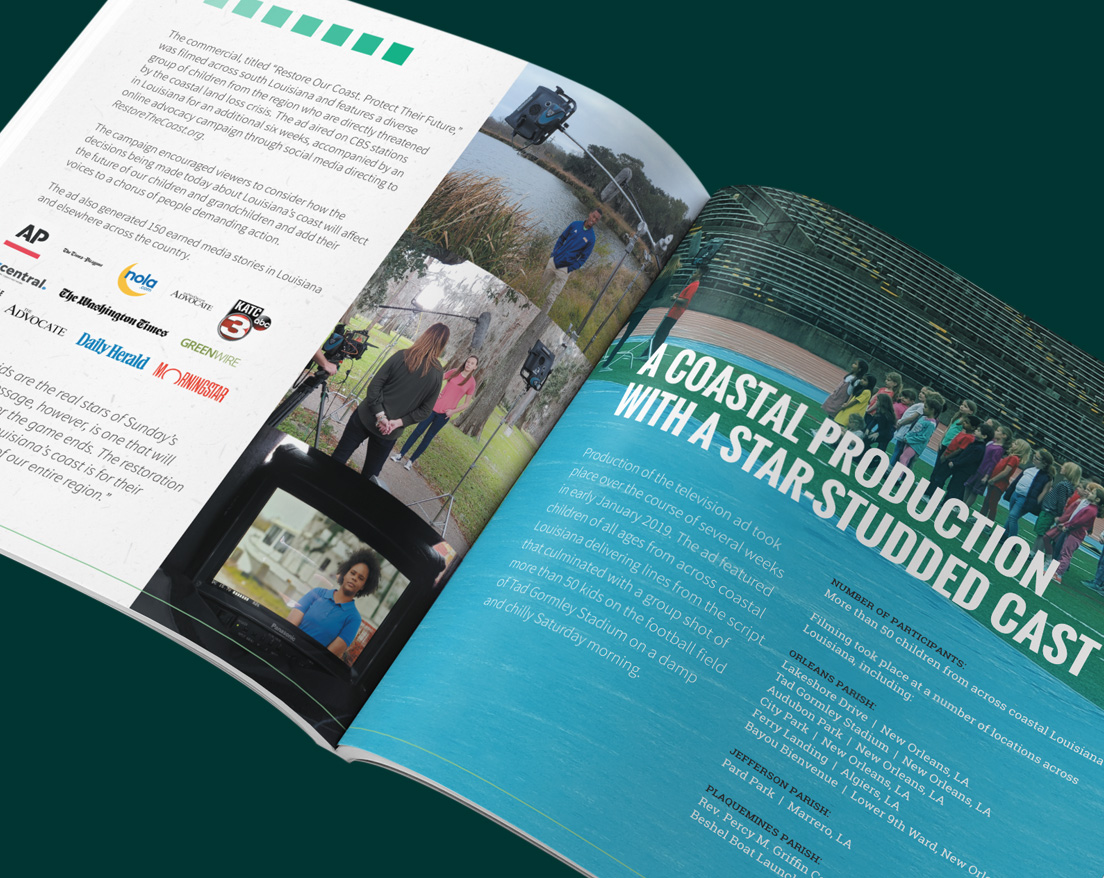 The commercial, titled “Restore Our Coast. Protect Their Future,”
was filmed across south Louisiana and features a diverse
group of children from the region who are directly threatened
by the coastal land loss crisis. The ad aired on CBS stations
in Louisiana for an additional six weeks, accompanied by an
online advocacy campaign through social media directing to
RestoreTheCoast.org.
The campaign encouraged viewers to consider how the
decisions being made today about Louisiana’s coast will affect
the future of our children and grandchildren and add their
voices to a chorus of people demanding action.
The ad also generated 150 earned media stories in Louisiana
and elsewhere across the country.
AP
The Times-Picayune
nola
.com
ADVOCATE
KATC
3
abc
central.
The Washington Times
THE
ADVOCATE
Daily Herald
GREENWIRE
MORNINGSTAR
kids are the real stars of Sunday’s
message, however, is one that will
the game ends. The restoration
Louisiana’s coast is for their
of our entire region.”
Panasonic
A COASTAL PRODUCTION
WITH A STAR-STUDDED CAST
Production of the television ad took
place over the course of several weeks
in early January 2019. The ad featured
children of all ages from across coastal
Louisiana delivering lines from the script
that culminated with a group shot of
more than 50 kids on the football field
of Tad Gormley Stadium on a damp
and chilly Saturday morning.
NUMBER OF PARTICIPANTS:
More than 50 children from across coastal Louisiana
Filming took place at a number of locations across
Louisiana, including:
ORLEANS PARISH:
Lakeshore Drive | New Orleans, LA
Tad Gormley Stadium | New Orleans, LA
Audubon Park | New Orleans, LA
City Park | New Orleans, LA
Ferry Landing | Algiers, LA
Bayou Bienvenue | Lower 9th Ward, New Orl
JEFFERSON PARISH:
Pard Park | Marrero, LA
PLAQUEMINES PARISH:
Rev. Percy M. Griffin C
Beshel Boat Launc